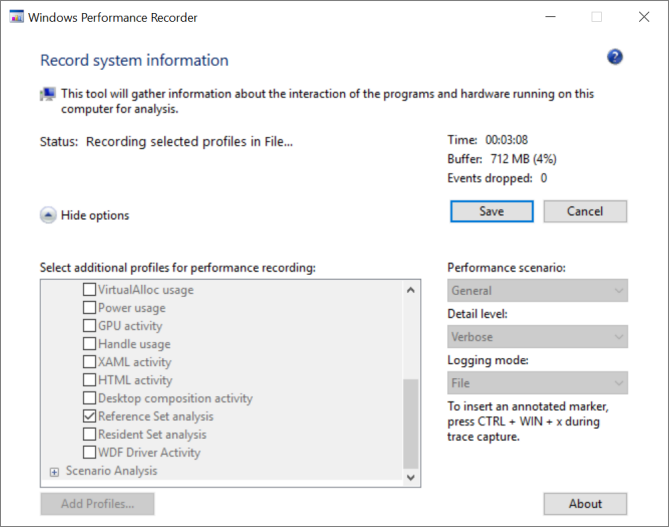 Windows Performance Recorder
Record system information
This tool will gather information about the interaction of the programs and hardware running on this
computer for analysis.
Status: Recording selected profiles in File...
Time: 00:03:08
Buffer: 712 MB (4%)
Events dropped: 0
Hide options
Save
Cancel
Select additional profiles for performance recording:
VirtualAlloc usage
Power usage
GPU activity
Handle usage
XAML activity
HTML activity
Desktop composition activity
Reference Set analysis
Resident Set analysis
WDF Driver Activity
Scenario Analysis
Add Profiles...
Performance scenario:
General
Detail level:
Verbose
Logging mode:
File
To insert an annotated marker,
press CTRL + WIN + x during
trace capture.
About